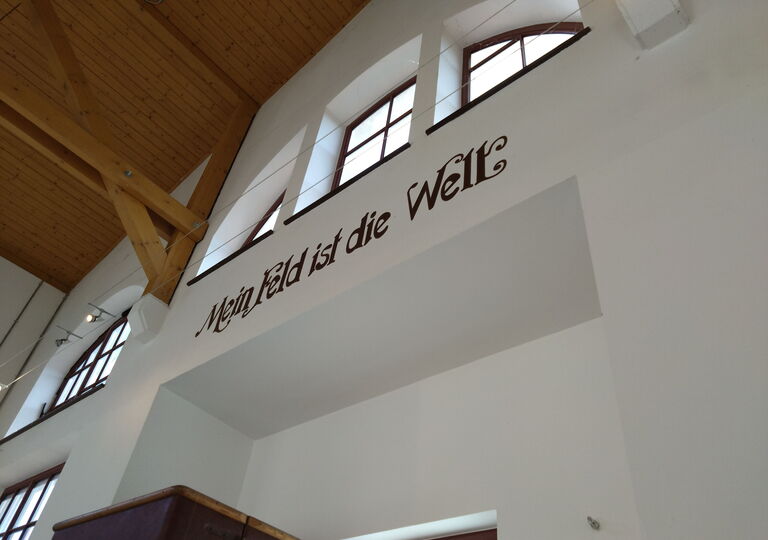 Mein Feld ist die Welt